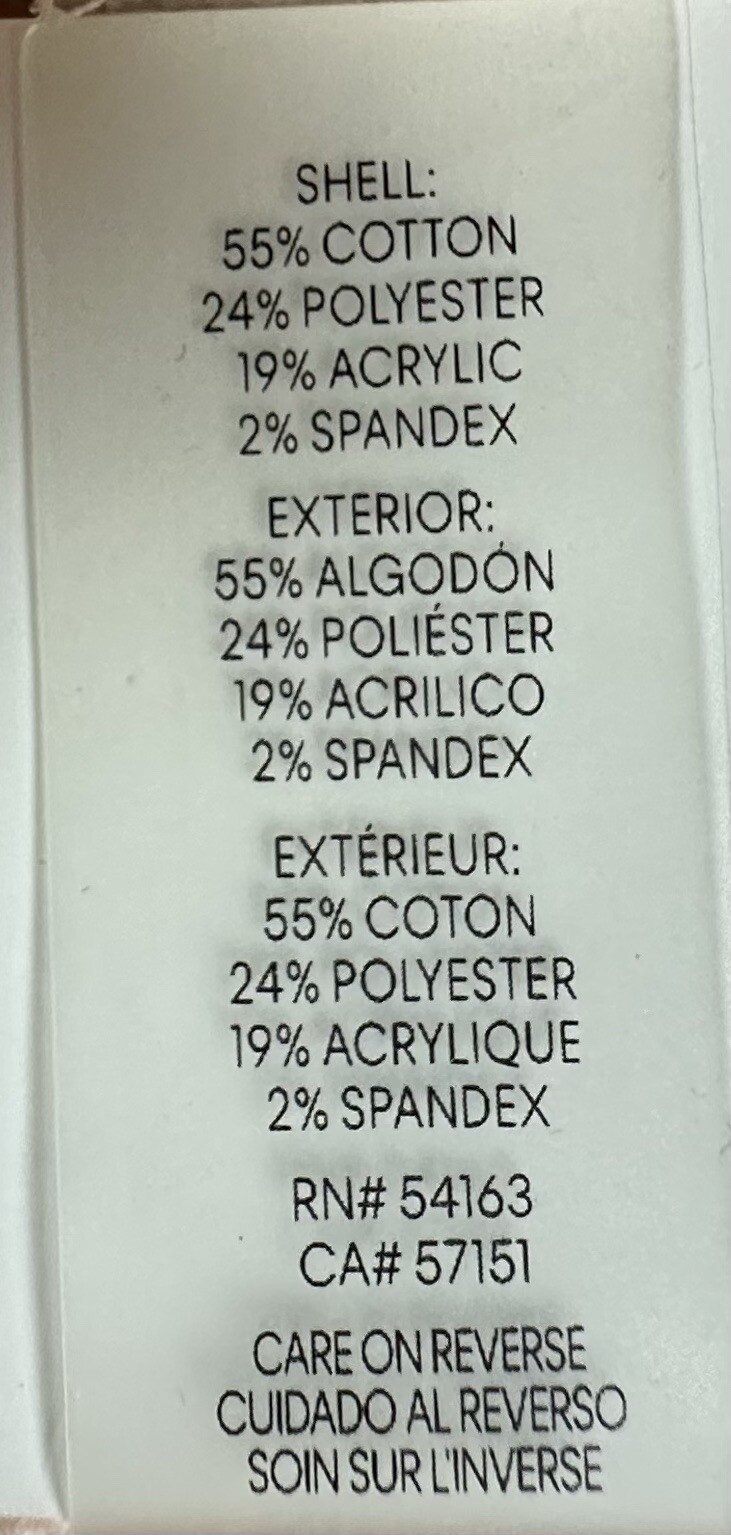 SHELL:
55% COTTON
24% POLYESTER
19% ACRYLIC
2% SPANDEX
EXTERIOR:
55% ALGODÓN
24% POLIÉSTER
19% ACRILICO
2% SPANDEX
EXTÉRIEUR:
55% COTON
24% POLYESTER
19% ACRYLIQUE
2% SPANDEX
RN# 54163
CA# 57151
CARE ON REVERSE
CUIDADO AL REVERSO
SOIN SUR L'INVERSE